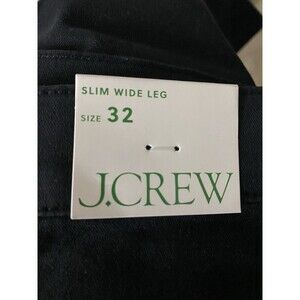 SLIM WIDE LEG
SIZE 32
J.CREW